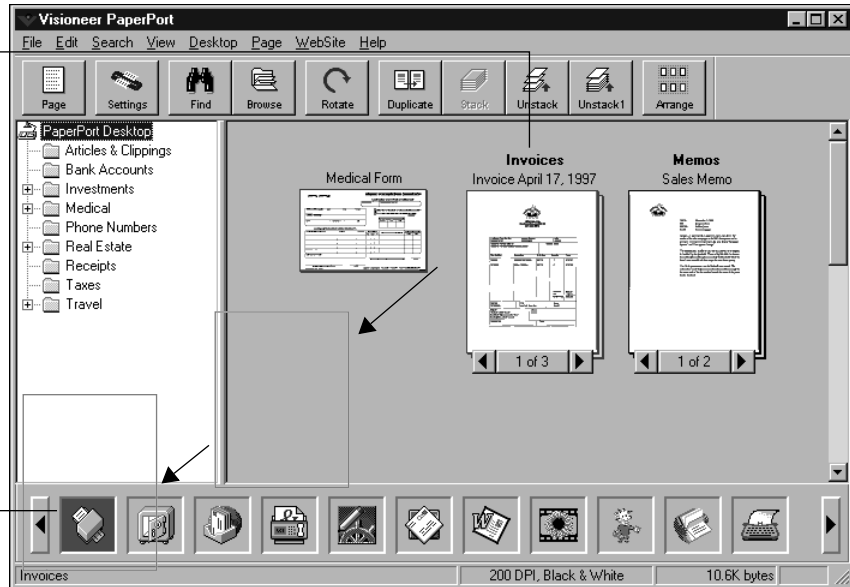 Visioneer PaperPort
File Edit Search View Desktop Page WebSite Help
Page Settings Find Browse Rotate Duplicate Stack Unstack Unstack1 Arrange
PaperPort Desktop
Articles & Clippings
Bank Accounts
Investments
Medical
Phone Numbers
Real Estate
Receipts
Taxes
Travel
Medical Form
Invoices
Invoice April 17, 1997
Memos
Sales Memo
1 of 3
1 of 2
Invoices
200 DPI, Black & White
10.6K bytes